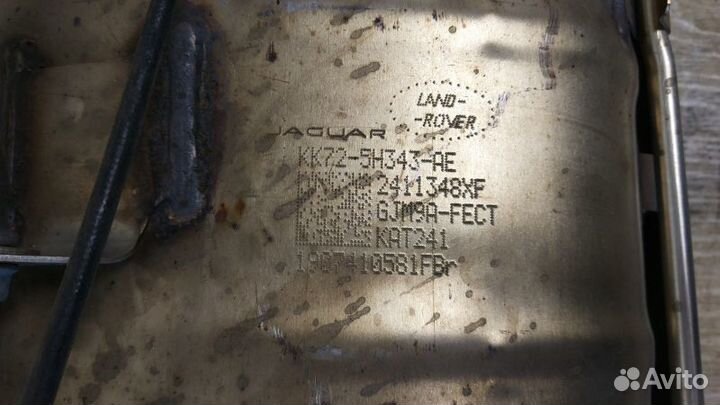 LAND-
-ROVER
JAGUAR
KK72-5H343-AE
2411348XF
GJM9A-FECT
KAT241
1907410581FBr
Avito